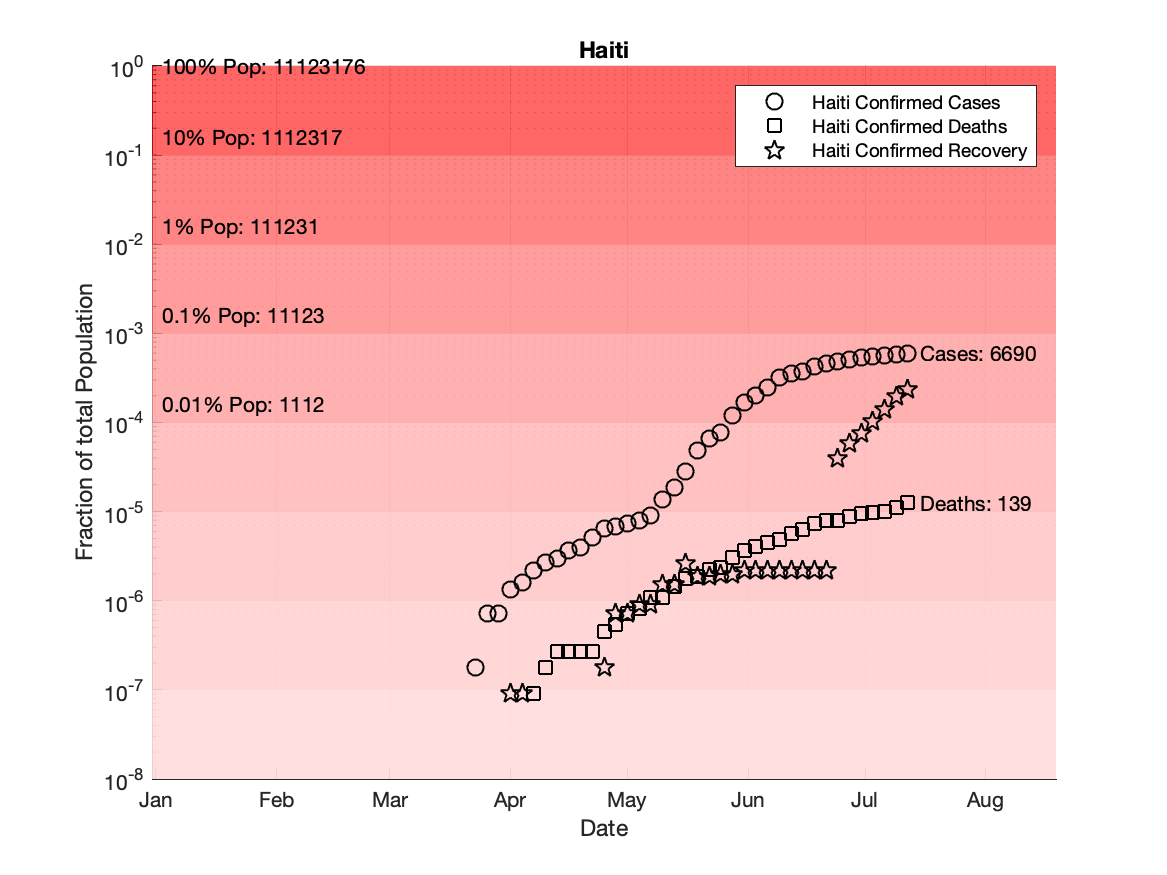 Haiti
10^0
100% Pop: 11123176
Haiti Confirmed Cases
Haiti Confirmed Deaths
Haiti Confirmed Recovery
10% Pop: 1112317
10^-1
1% Pop: 111231
10^-2
0.1% Pop: 11123
10^-3
Cases: 6690
0.01% Pop: 1112
10^-4
Deaths: 139
10^-5
10^-6
10^-7
10^-8
Fraction of total Population
Jan Feb Mar Apr May Jun Jul Aug
Date